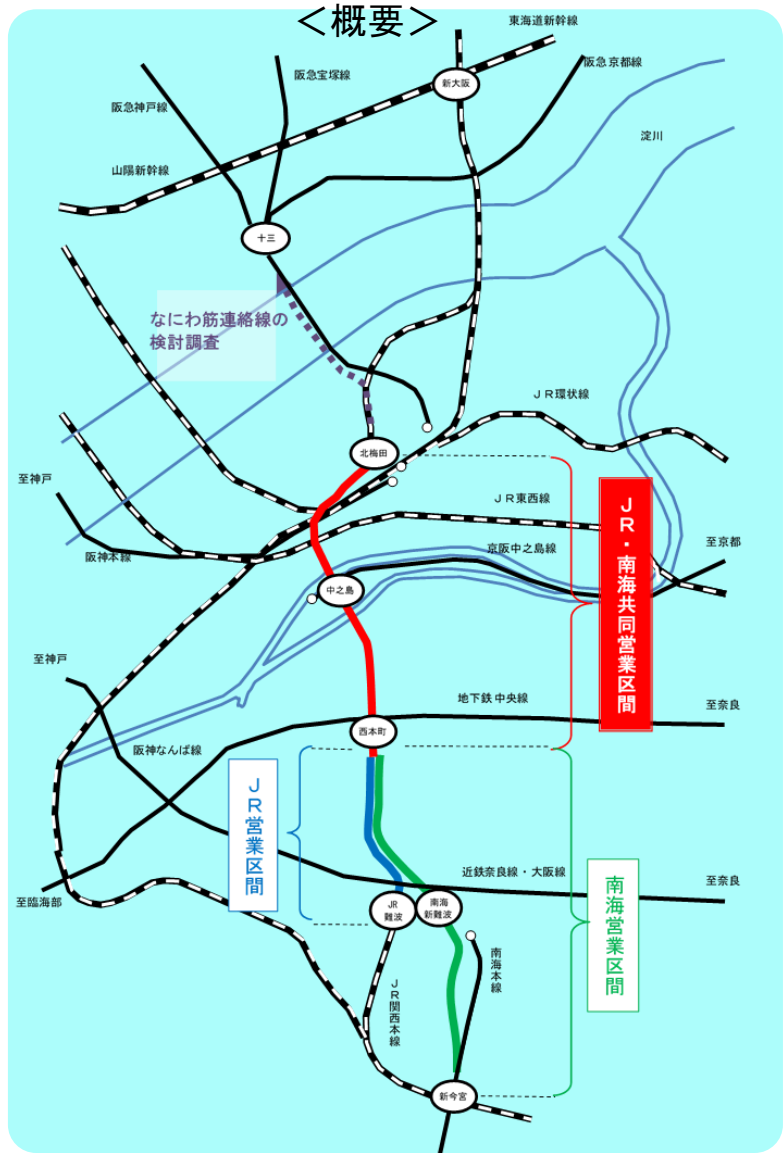 ＜概要＞
東海道新幹線
阪急京都線
阪急宝塚線
新大阪
阪急神戸線
淀川
山陽新幹線
十三
なにわ筋連絡線の
検討調査
ＪＲ環状線
北梅田
至神戸
ＪＲ東西線
ＪＲ・南海共同営業区間
京阪中之島線
至京都
阪神本線
中之島
至神戸
地下鉄中央線
至奈良
西本町
阪神なんば線
ＪＲ営業区間
近鉄奈良線・大阪線
至奈良
南海営業区間
至臨海部
JR
難波
南海
新難波
南海本線
ＪＲ関西本線
新今宮